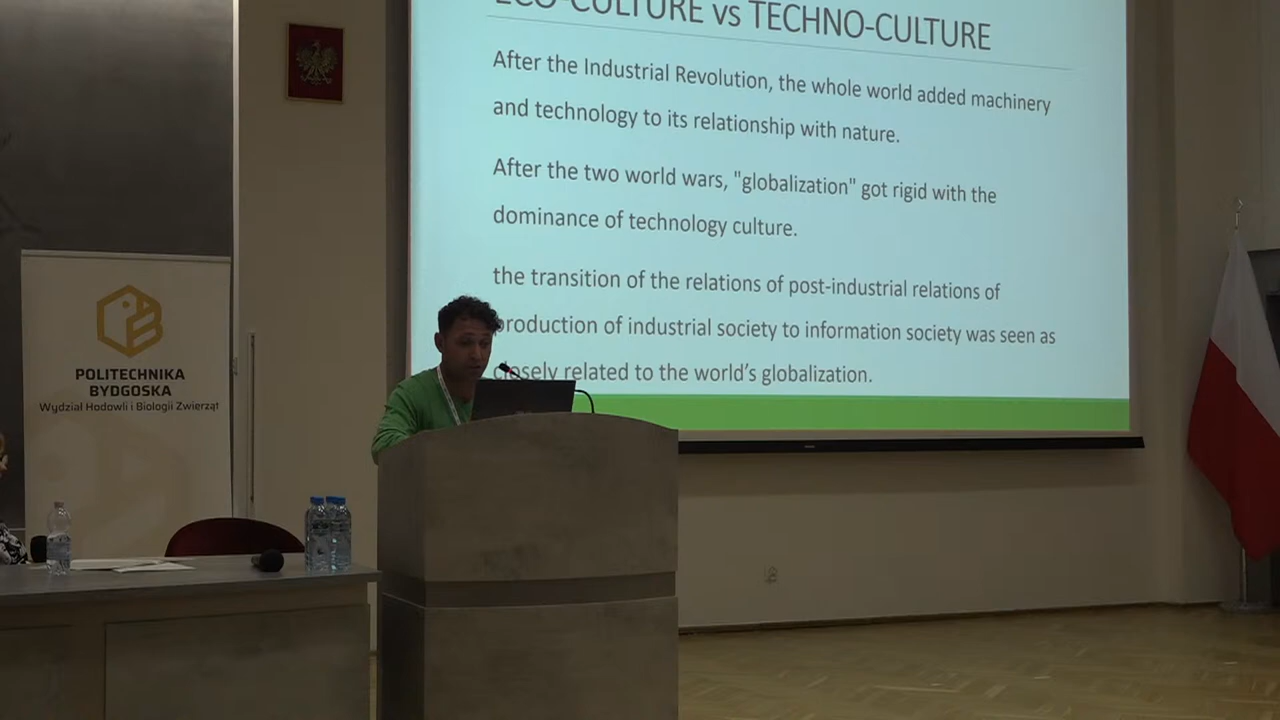 ECO-CULTURE vs TECHNO-CULTURE
After the Industrial Revolution, the whole world added machinery
and technology to its relationship with nature.
After the two world wars, "globalization" got rigid with the
dominance of technology culture.
the transition of the relations of post-industrial relations of
production of industrial society to information society was seen as
closely related to the world’s globalization.
POLITECHNIKA
BYDGOSKA
Wydział Hodowli i Biologii Zwierząt